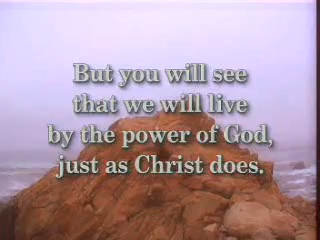 But you will see
that we will live
by the power of God,
just as Christ does.